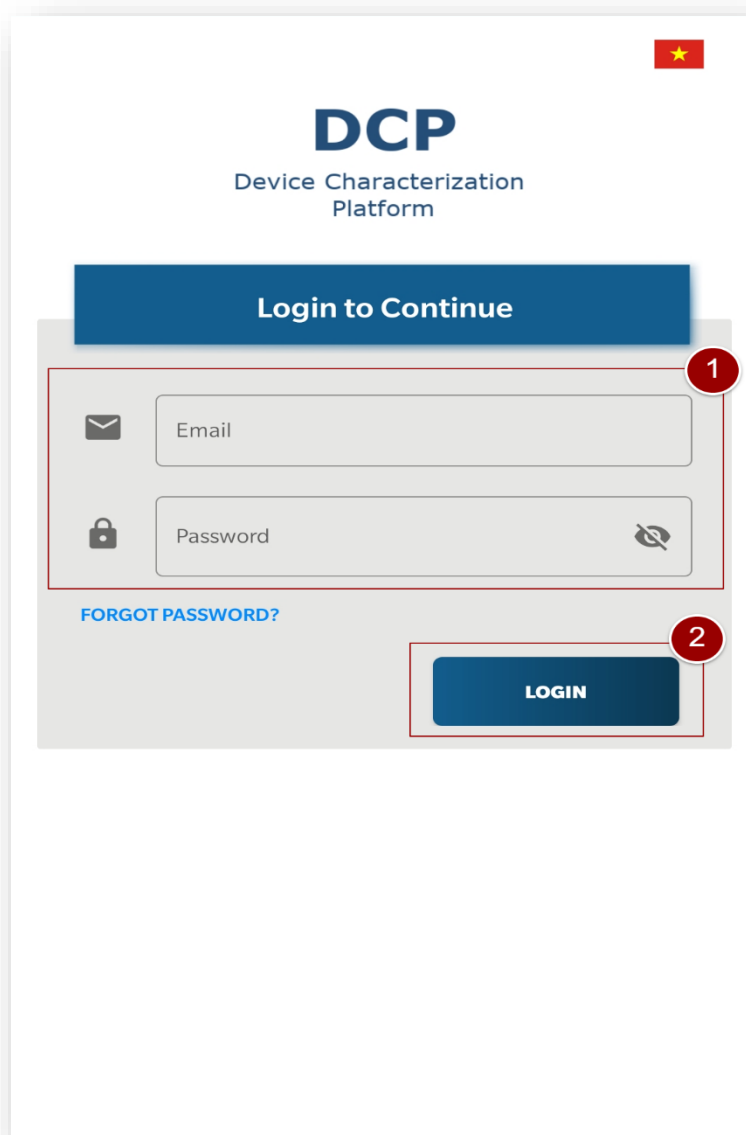 DCP
Device Characterization
Platform
Login to Continue
1
Email
Password
FORGOT PASSWORD?
2
LOGIN